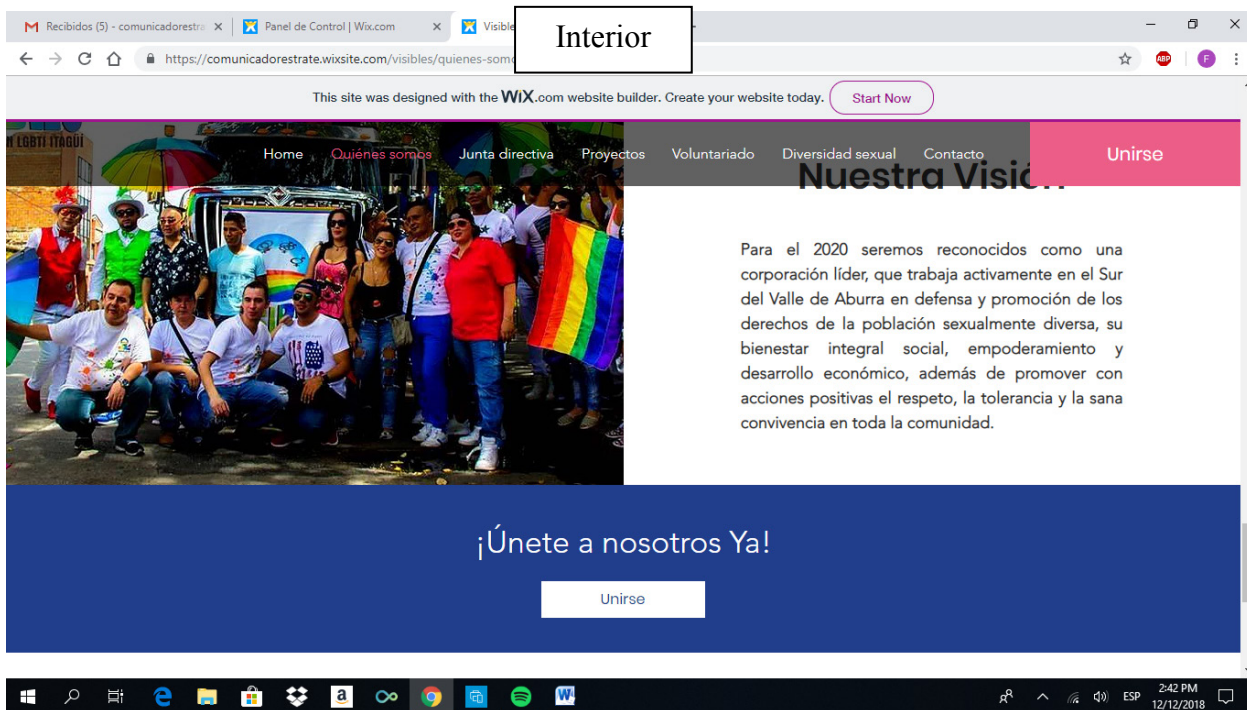 Recibidos (5) - comunicadorestra
Panel de Control | Wix.com
Visible
Interior
https://comunicadorestrate.wixsite.com/visibles/quienes-somo
ABP
F
This site was designed with the WiX.com website builder. Create your website today.
Start Now
LGBTI ITAGÜÍ
Home
Quiénes somos
Junta directiva
Proyectos
Voluntariado
Diversidad sexual
Contacto
Unirse
Nuestra Visión
Para el 2020 seremos reconocidos como una
corporación líder, que trabaja activamente en el Sur
del Valle de Aburra en defensa y promoción de los
derechos de la población sexualmente diversa, su
bienestar integral social, empoderamiento y
desarrollo económico, además de promover con
acciones positivas el respeto, la tolerancia y la sana
convivencia en toda la comunidad.
¡Únete a nosotros Ya!
Unirse
ESP
2:42 PM
12/12/2018